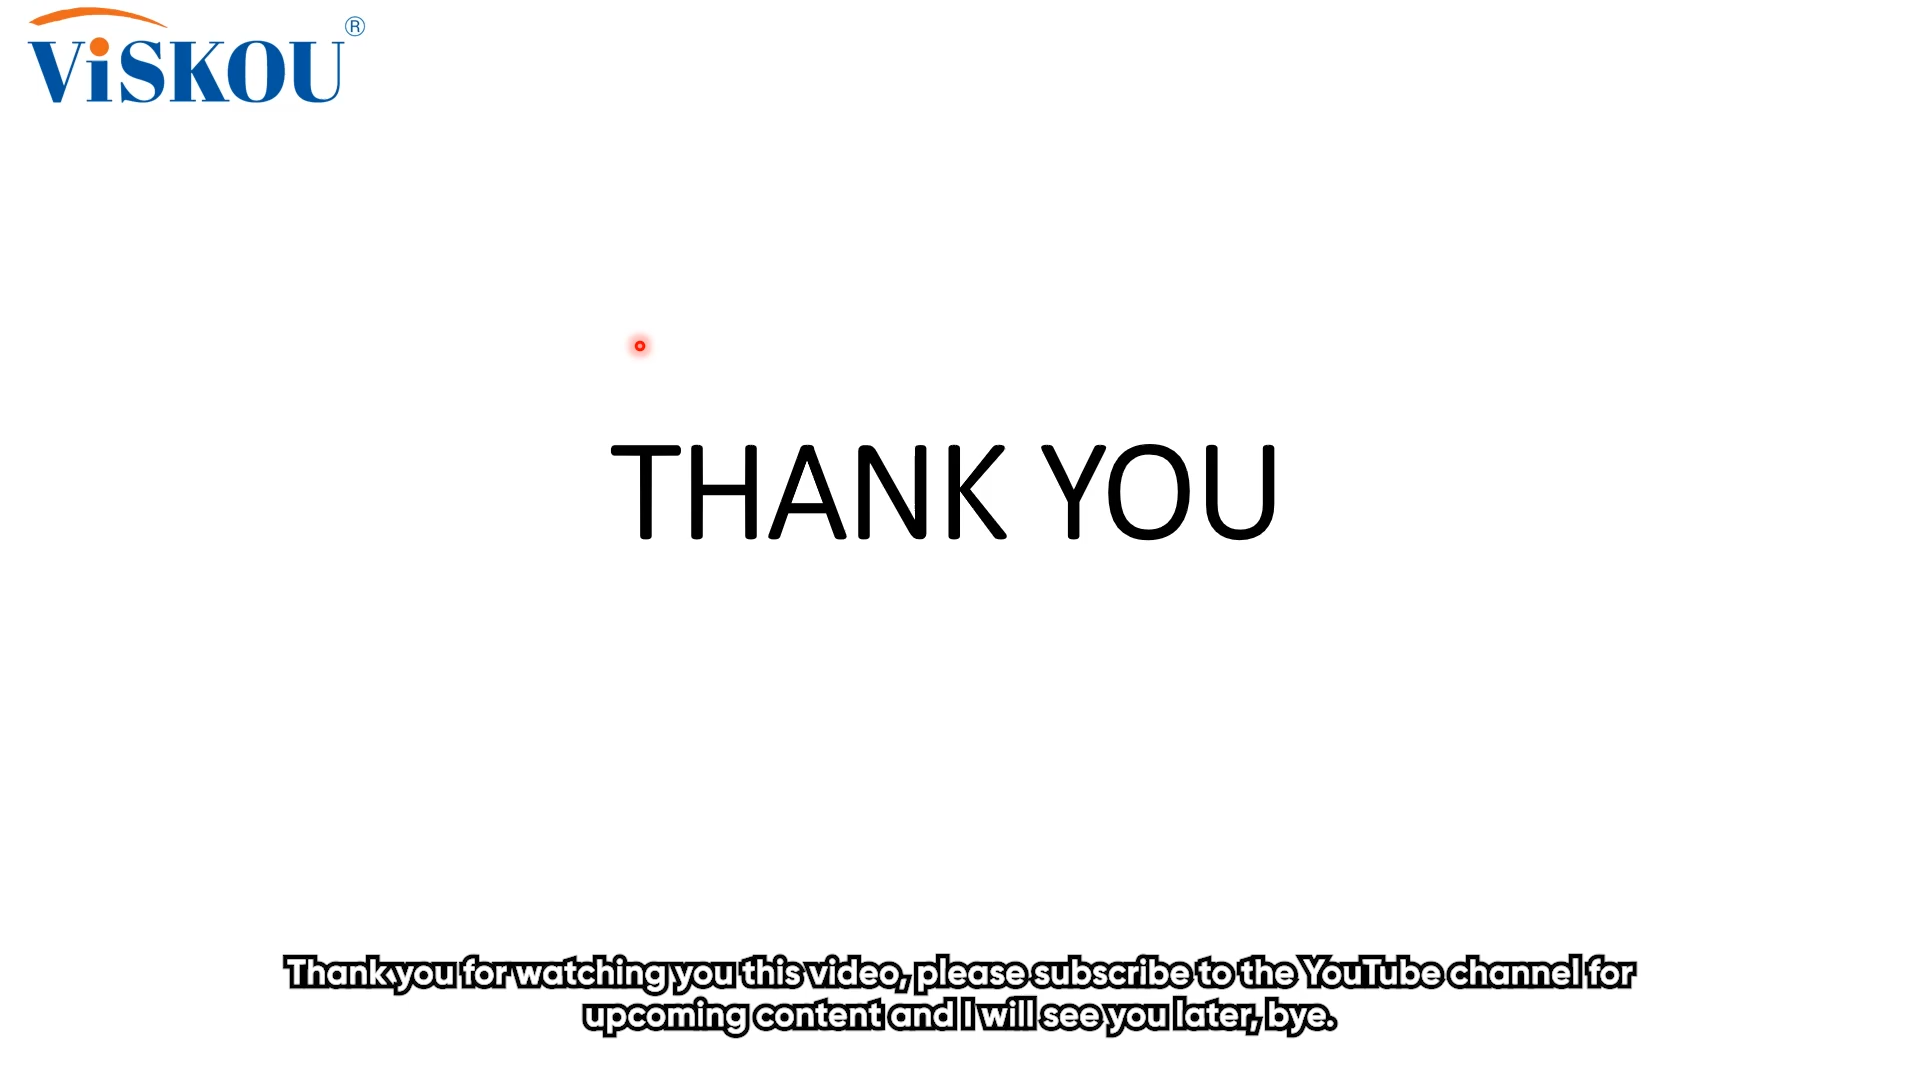 ViSKOU®
THANK YOU
Thank you for watching you this video, please subscribe to the YouTube channel for
upcoming content and I will see you later, bye.